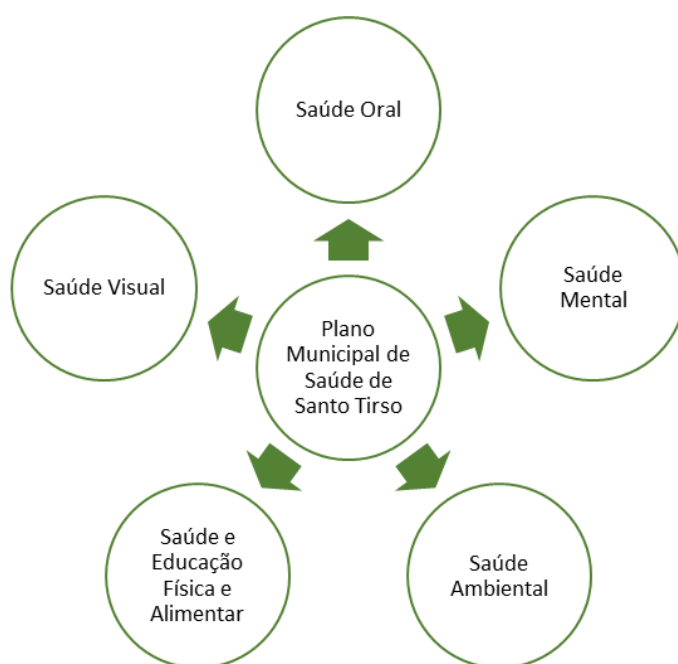 Saúde Oral
Saúde Visual
Saúde
Mental
Plano
Municipal de
Saúde de
Santo Tirso
Saúde e
Educação
Física e
Alimentar
Saúde
Ambiental